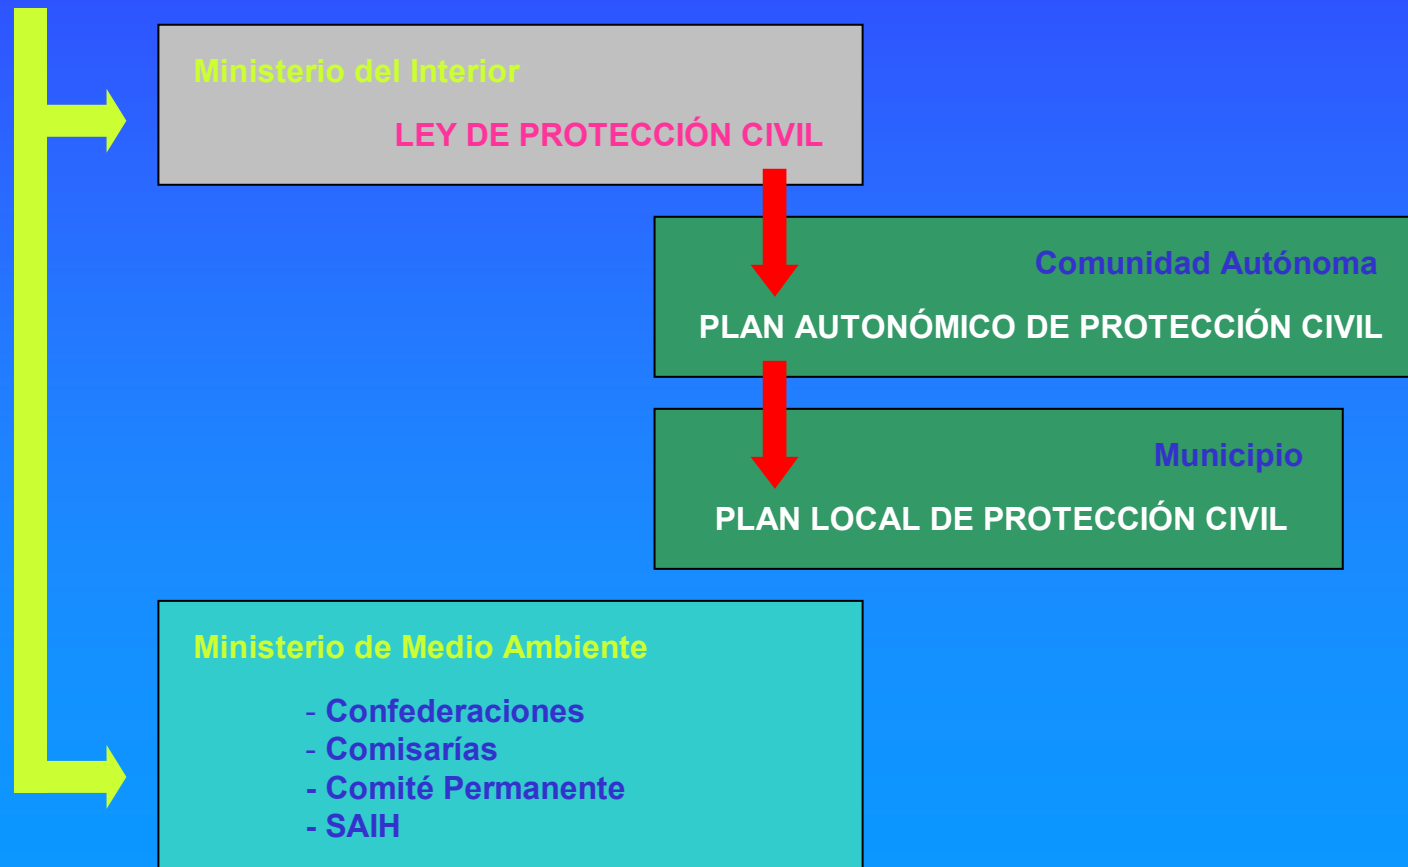 Ministerio del Interior
LEY DE PROTECCIÓN CIVIL
Comunidad Autónoma
PLAN AUTONÓMICO DE PROTECCIÓN CIVIL
Municipio
PLAN LOCAL DE PROTECCIÓN CIVIL
Ministerio de Medio Ambiente
- Confederaciones
- Comisarías
- Comité Permanente
- SAIH